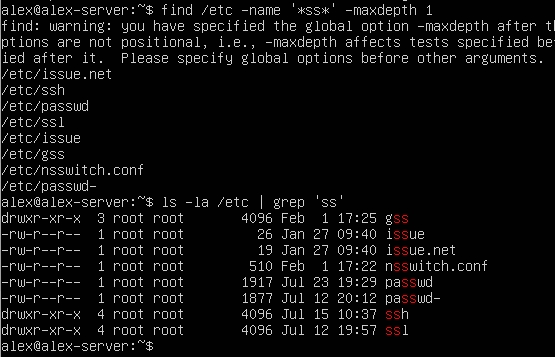 alex@alex-server:~$ find /etc -name '*ss*' -maxdepth 1
find: warning: you have specified the global option -maxdepth after
ptions are not positional, i.e., -maxdepth affects tests specified
ied after it.  Please specify global options before other arguments.
/etc/issue.net
/etc/ssh
/etc/passwd
/etc/ssl
/etc/issue
/etc/gss
/etc/nsswitch.conf
/etc/passwd-
alex@alex-server:~$ ls -la /etc | grep 'ss'
drwxr-xr-x  3 root root       4096 Feb  1 17:25 gss
-rw-r--r--  1 root root         26 Jan 27 09:40 issue
-rw-r--r--  1 root root         19 Jan 27 09:40 issue.net
-rw-r--r--  1 root root        510 Feb  1 17:22 nsswitch.conf
-rw-r--r--  1 root root       1917 Jul 23 19:29 passwd
-rw-r--r--  1 root root       1877 Jul 12 20:12 passwd-
drwxr-xr-x  4 root root       4096 Jul 15 10:37 ssh
drwxr-xr-x  4 root root       4096 Jul 12 19:57 ssl
alex@alex-server:~$